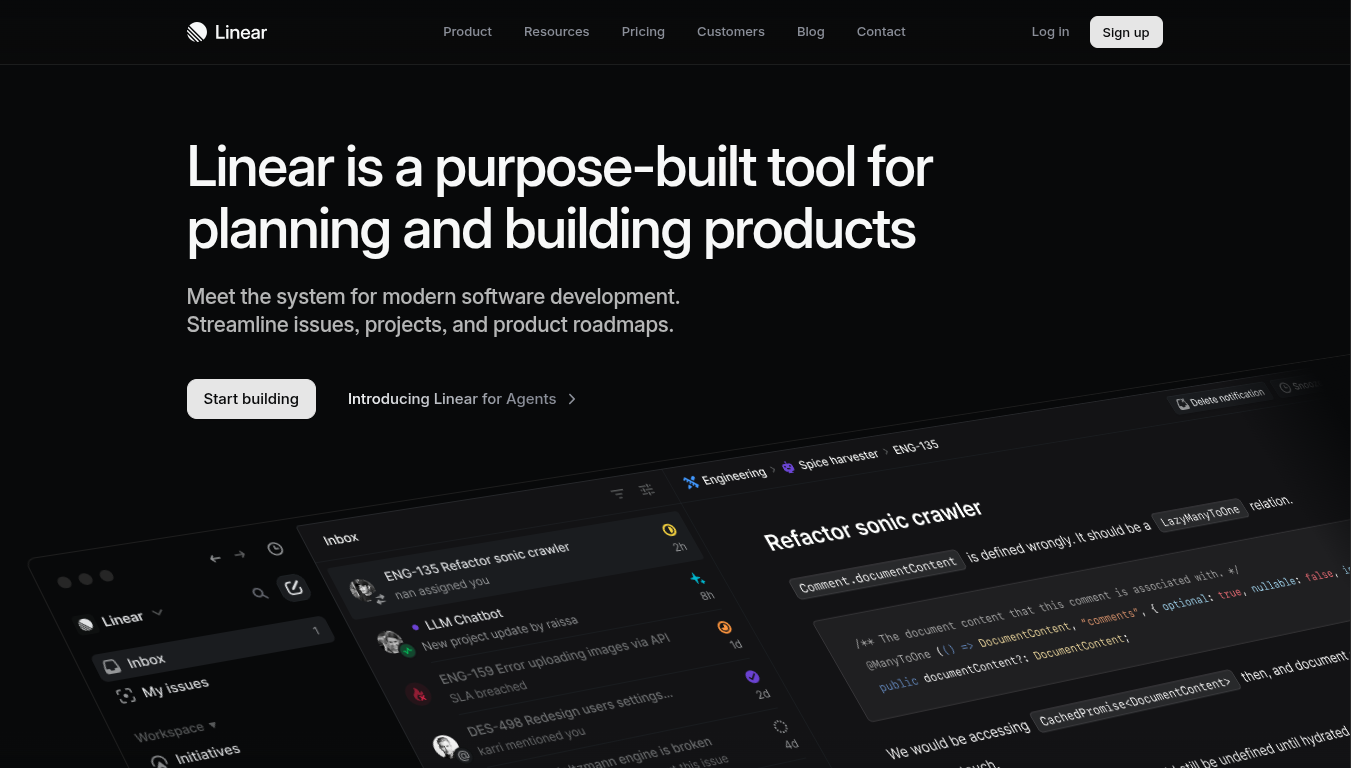 Linear
Product
Resources
Pricing
Customers
Blog
Contact
Log in
Sign up
Linear is a purpose-built tool for
planning and building products
Meet the system for modern software development.
Streamline issues, projects, and product roadmaps.
Start building
Introducing Linear for Agents
Linear
Inbox 1
My issues
Workspace
Initiatives
Inbox
ENG-135 Refactor sonic crawler
nan assigned you
2h
LLM Chatbot
New project update by raissa
8h
ENG-159 Error uploading images via API
SLA breached
1d
DES-498 Redesign users settings...
karri mentioned you
2d
engine is broken
this issue
4d
Engineering › Spice harvester › ENG-135
Delete notification
Refactor sonic crawler
Comment.documentContent is defined wrongly. It should be a LazyManyToOne relation.
/** The document content that this comment is associated with. */
@ManyToOne (() => DocumentContent, "comments", { optional: true, nullable: false,
public documentContent?: DocumentContent;
We would be accessing CachedPromise<DocumentContent> then, and document
still be undefined until hydrated